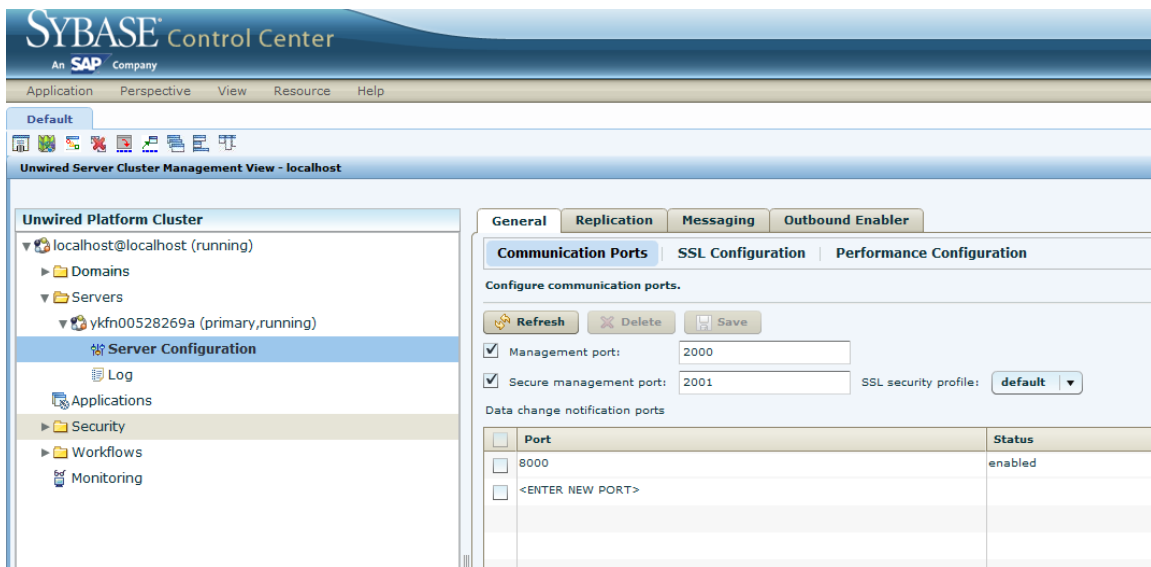 SYBASE Control Center
An SAP Company
Application Perspective View Resource Help
Default
Unwired Server Cluster Management View - localhost
Unwired Platform Cluster
localhost@localhost (running)
Domains
Servers
ykfn00528269a (primary,running)
Server Configuration
Log
Applications
Security
Workflows
Monitoring
General Replication Messaging Outbound Enabler
Communication Ports SSL Configuration Performance Configuration
Configure communication ports.
Refresh Delete Save
Management port: 2000
Secure management port: 2001 SSL security profile: default
Data change notification ports
Port Status
8000 enabled
<ENTER NEW PORT>